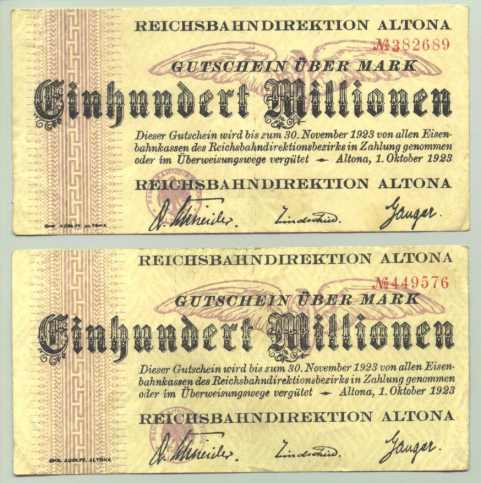 REICHSBAHNDIREKTION ALTONA
№382689
GUTSCHEIN ÜBER MARK
Einhundert Millionen
Dieser Gutschein wird bis zum 30. November 1923 von allen Eisen-
bahnkassen des Reichsbahndirektionsbezirks in Zahlung genommen
oder im Überweisungswege vergütet - Altona, 1. Oktober 1923
REICHSBAHNDIREKTION ALTONA
ALTONA
REICHSBAHNDIREKTION ALTONA
№449576
GUTSCHEIN ÜBER MARK
Einhundert Millionen
Dieser Gutschein wird bis zum 30. November 1923 von allen Eisen-
bahnkassen des Reichsbahndirektionsbezirks in Zahlung genommen
oder im Überweisungswege vergütet - Altona, 1. Oktober 1923
REICHSBAHNDIREKTION ALTONA
ALTONA